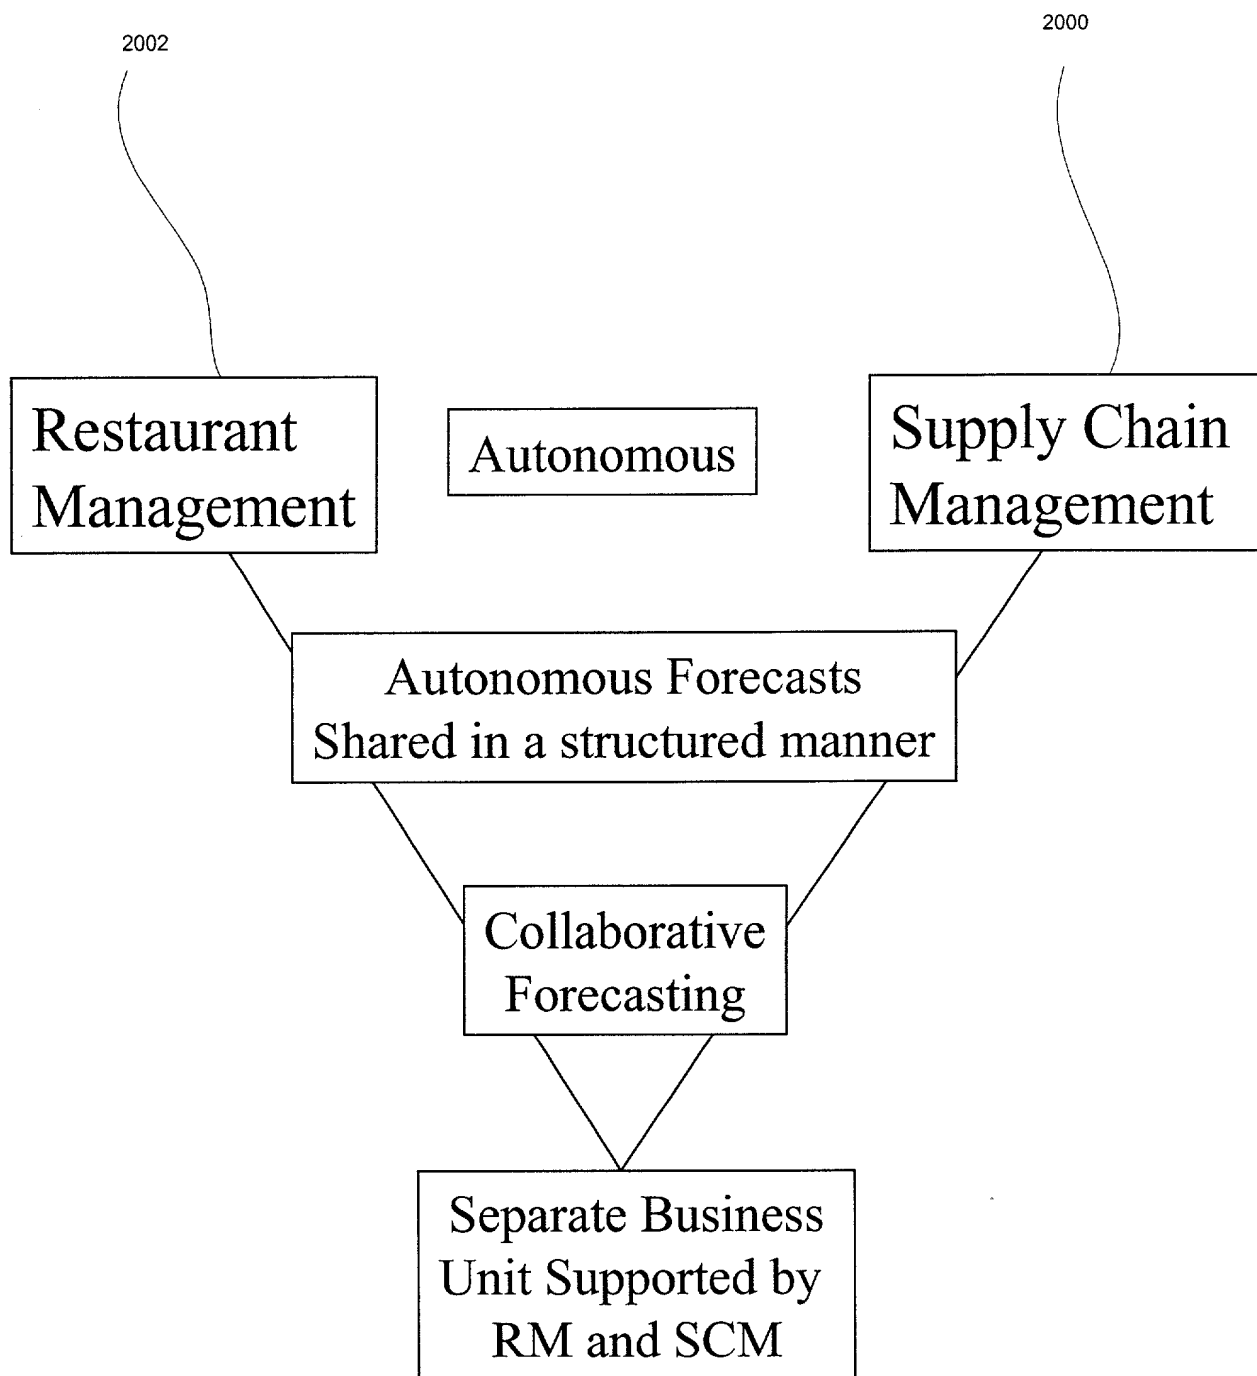 2002
2000
Restaurant
Management
Autonomous
Supply Chain
Management
Autonomous Forecasts
Shared in a structured manner
Collaborative
Forecasting
Separate Business
Unit Supported by
RM and SCM